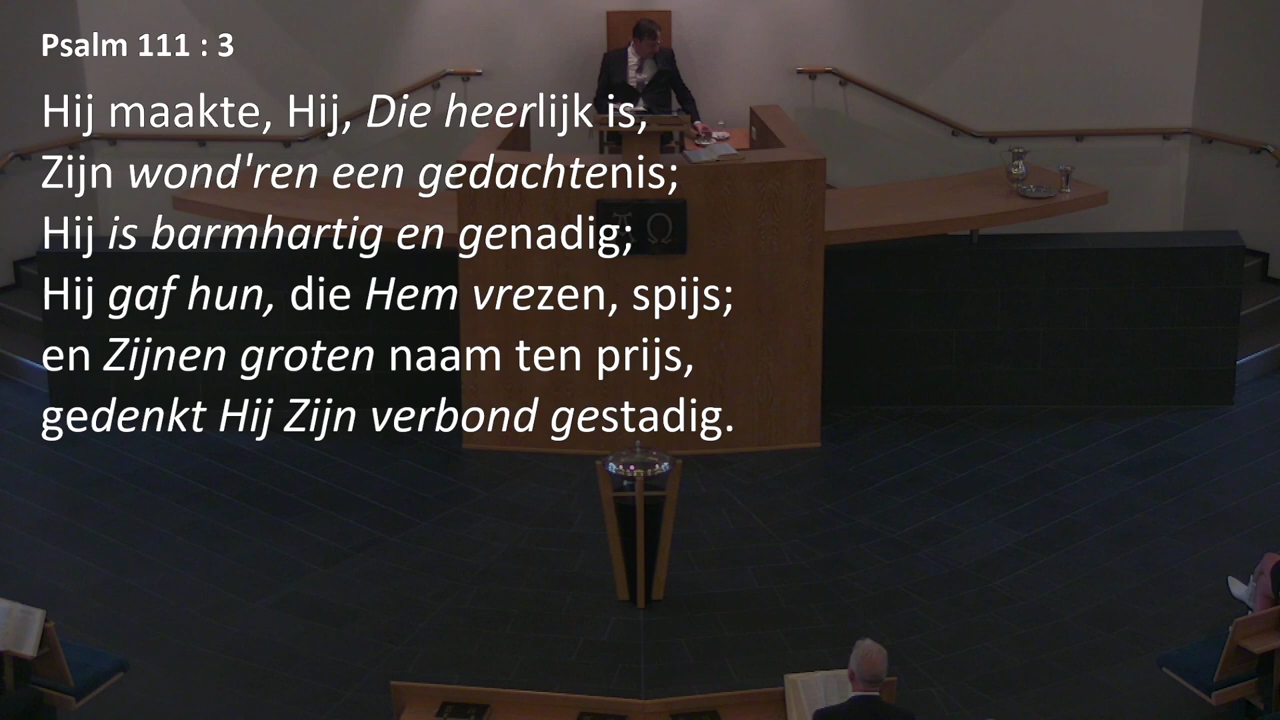 Psalm 111 : 3
Hij maakte, Hij, Die heerlijk is,
Zijn wond'ren een gedachtenis;
Hij is barmhartig en genadig;
Hij gaf hun, die Hem vrezen, spijs;
en Zijnen groten naam ten prijs,
gedenkt Hij Zijn verbond gestadig.
Ω